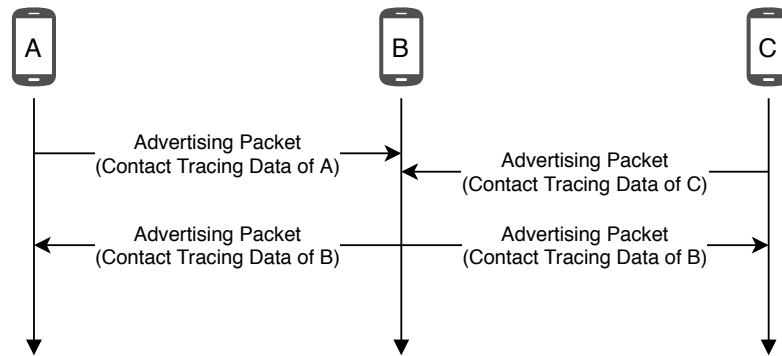 A
B
C
Advertising Packet
(Contact Tracing Data of A)
Advertising Packet
(Contact Tracing Data of C)
Advertising Packet
(Contact Tracing Data of B)
Advertising Packet
(Contact Tracing Data of B)